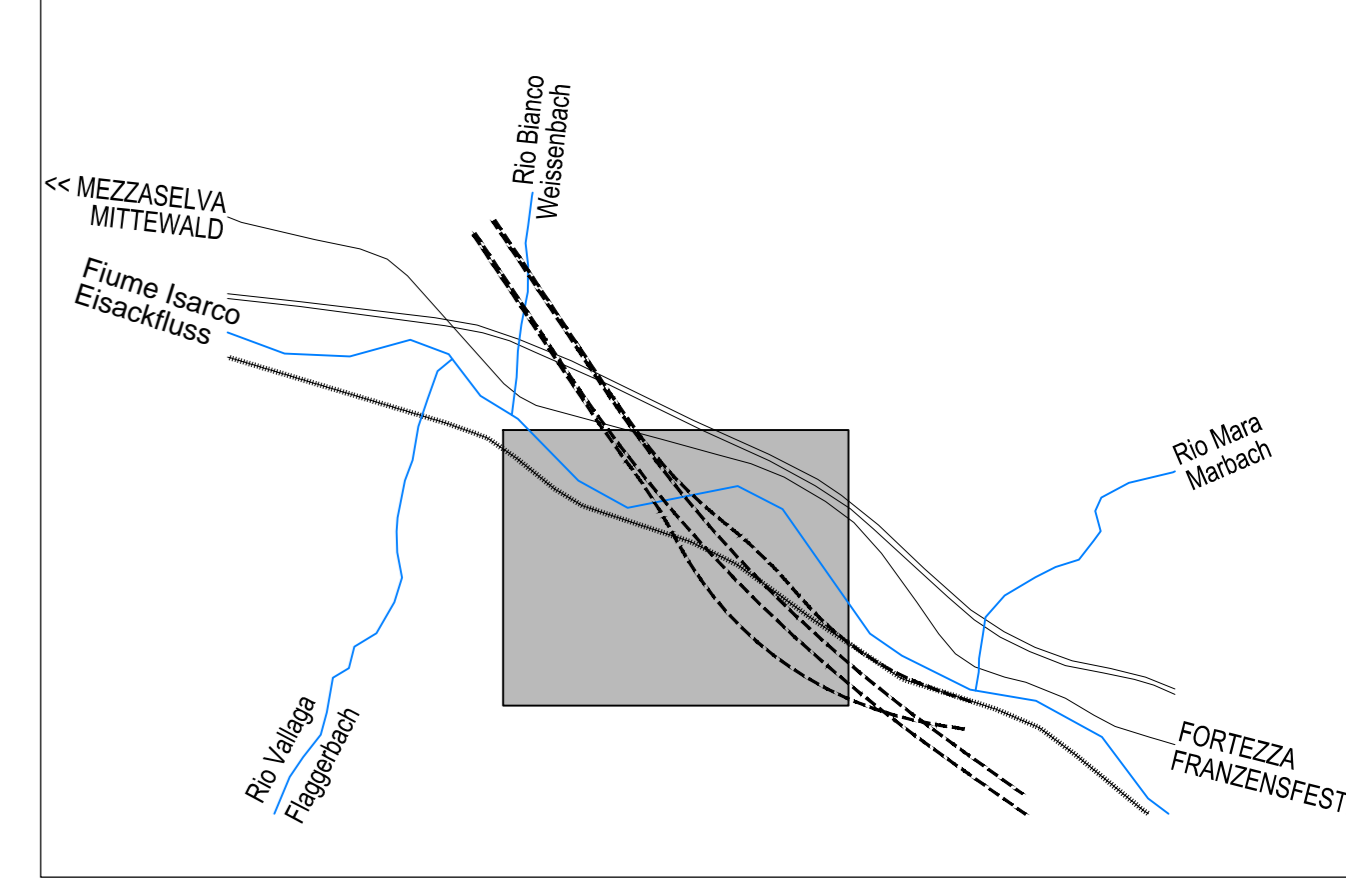 Rio Bianco
Weissenbach
<< MEZZASELVA
MITTEWALD
Fiume Isarco
Eisackfluss
Rio Mara
Marbach
Rio Vallaga
Flaggerbach
FORTEZZA
FRANZENSFEST